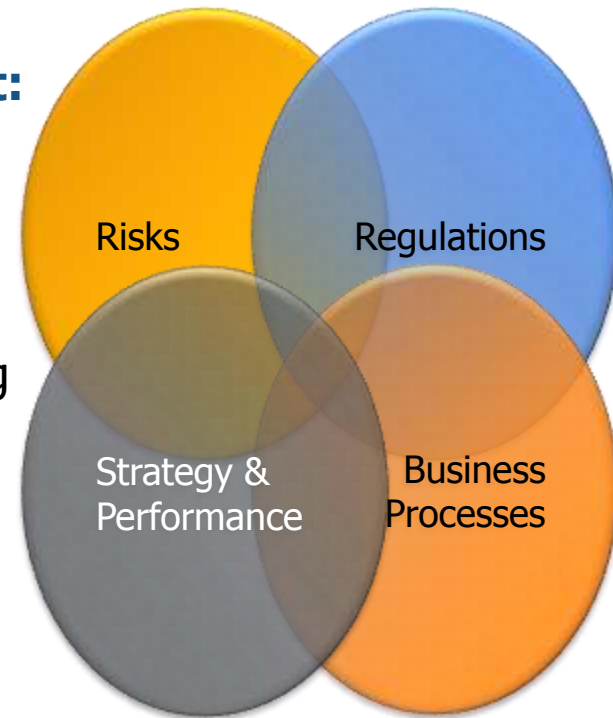 t:
Risks
Regulations
g
Strategy &
Performance
Business
Processes